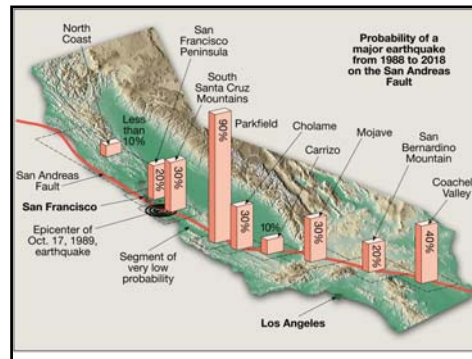 Probability of a
major earthquake
from 1988 to 2018
on the San Andreas
Fault
North
Coast
San
Francisco
Peninsula
South
Santa Cruz
Mountains
Less
than
10%
20%
30%
90%
Parkfield
30%
Cholame
10%
Carrizo
30%
Mojave
20%
San
Bernardino
Mountain
40%
Coachel
Valley
San Andreas
Fault
San Francisco
Epicenter of
Oct. 17, 1989,
earthquake
Segment of
very low
probability
Los Angeles